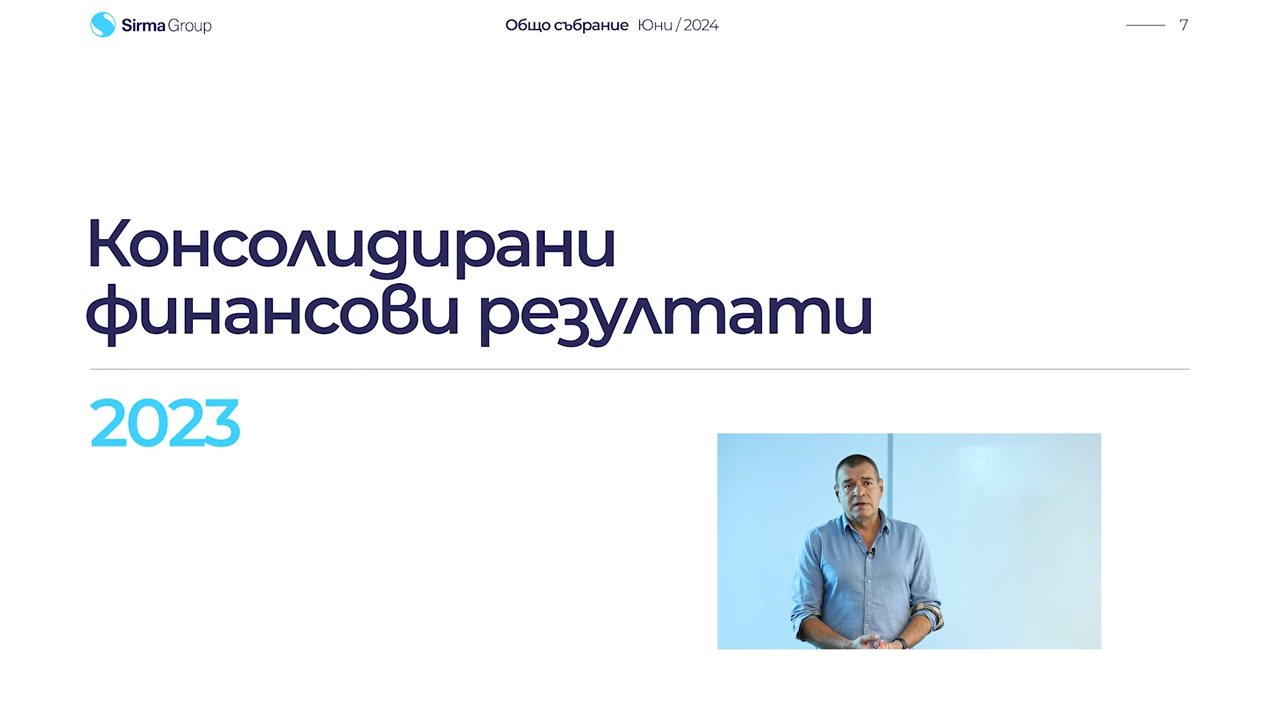 Sirma Group
Общо събрание Юни / 2024
7
Консолидирани
финансови резултати
2023